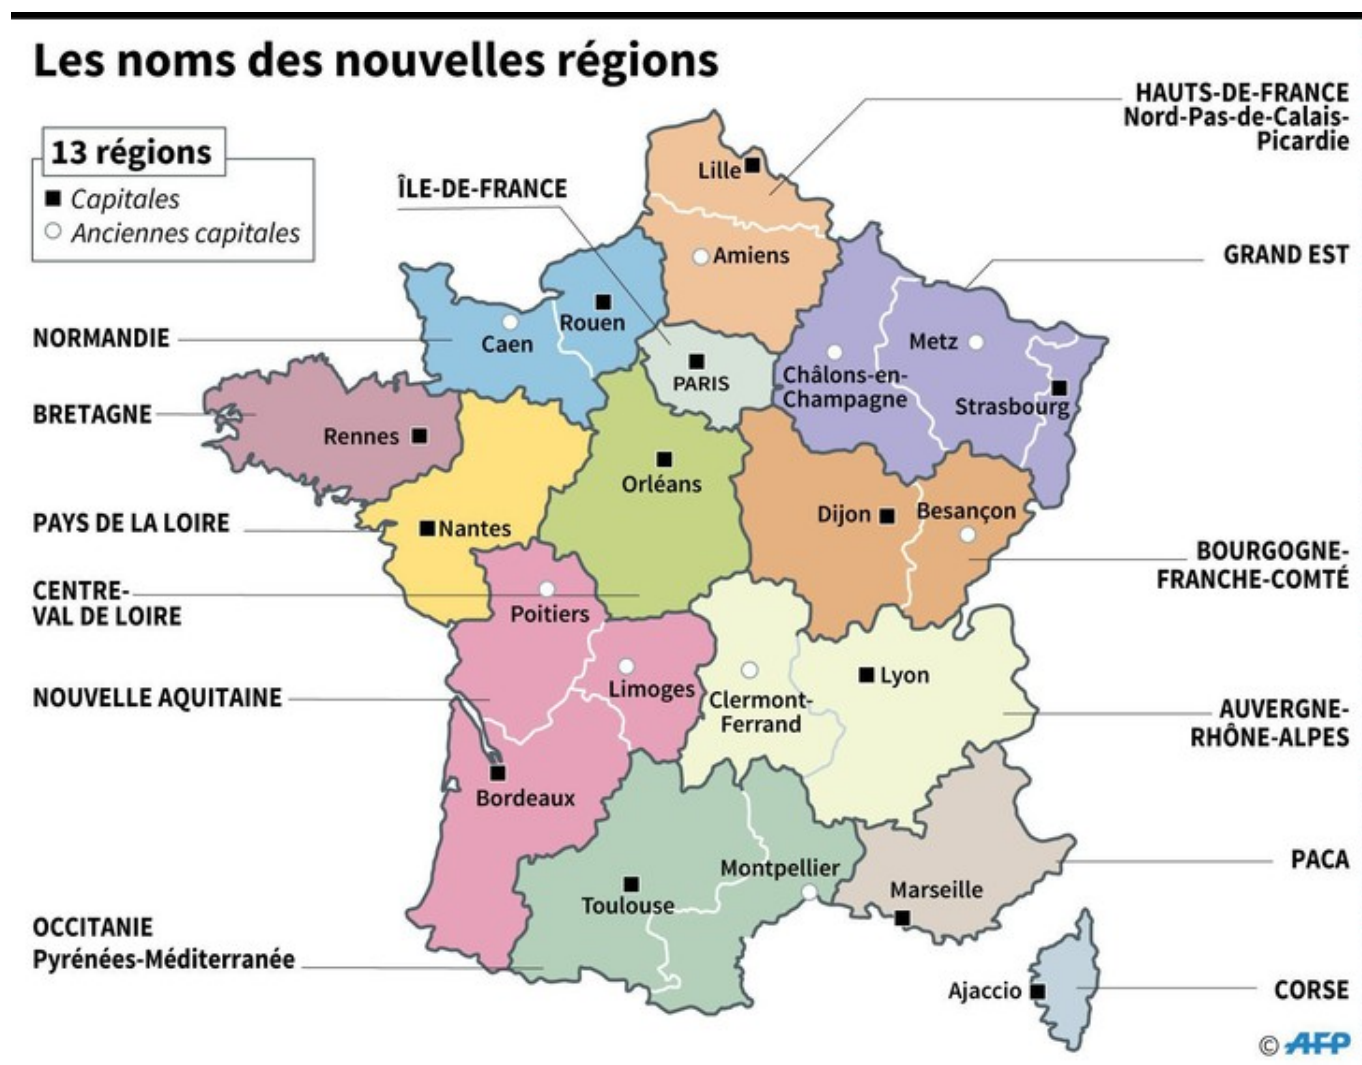 Les noms des nouvelles régions
13 régions
Capitales
Anciennes capitales
HAUTS-DE-FRANCE
Nord-Pas-de-Calais-
Picardie
ÎLE-DE-FRANCE
GRAND EST
NORMANDIE
BRETAGNE
PAYS DE LA LOIRE
CENTRE-
VAL DE LOIRE
NOUVELLE AQUITAINE
OCCITANIE
Pyrénées-Méditerranée
BOURGOGNE-
FRANCHE-COMTÉ
AUVERGNE-
RHÔNE-ALPES
PACA
CORSE
Lille
Amiens
Rouen
Caen
PARIS
Châlons-en-
Champagne
Metz
Strasbourg
Rennes
Nantes
Orléans
Dijon
Besançon
Poitiers
Limoges
Clermont-
Ferrand
Lyon
Bordeaux
Toulouse
Montpellier
Marseille
Ajaccio
© AFP